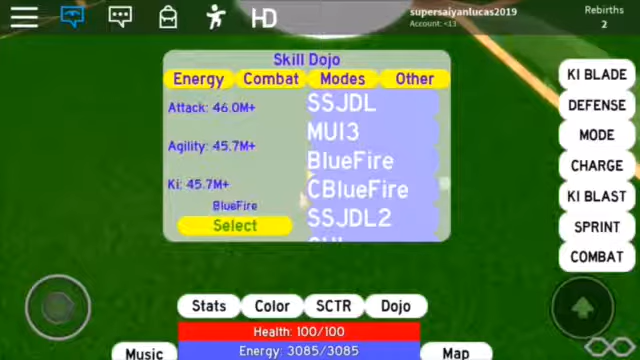 HD
supersaiyanlucas2019
Account: <13
Rebirths
2
Skill Dojo
Energy Combat Modes Other
Attack: 46.0M+
Agility: 45.7M+
Ki: 45.7M+
BlueFire
Select
SSJDL
MUI3
BlueFire
CBlueFire
SSJDL2
KI BLADE
DEFENSE
MODE
CHARGE
KI BLAST
SPRINT
COMBAT
Stats Color SCTR Dojo
Health: 100/100
Music Energy: 3085/3085 Map